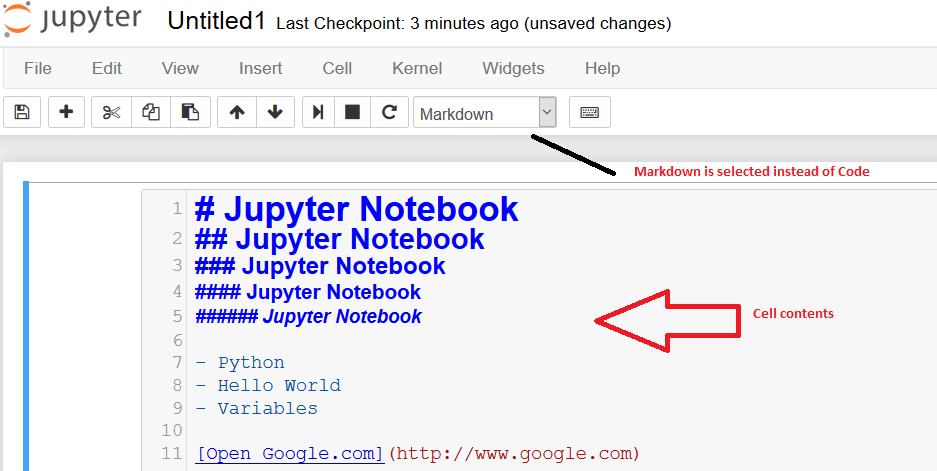 jupyter Untitled1 Last Checkpoint: 3 minutes ago (unsaved changes)
File Edit View Insert Cell Kernel Widgets Help
Markdown
Markdown is selected instead of Code
1 # Jupyter Notebook
2 ## Jupyter Notebook
3 ### Jupyter Notebook
4 #### Jupyter Notebook
5 ###### Jupyter Notebook
Cell contents
6
7 - Python
8 - Hello World
9 - Variables
10
11 [Open Google.com](http://www.google.com)